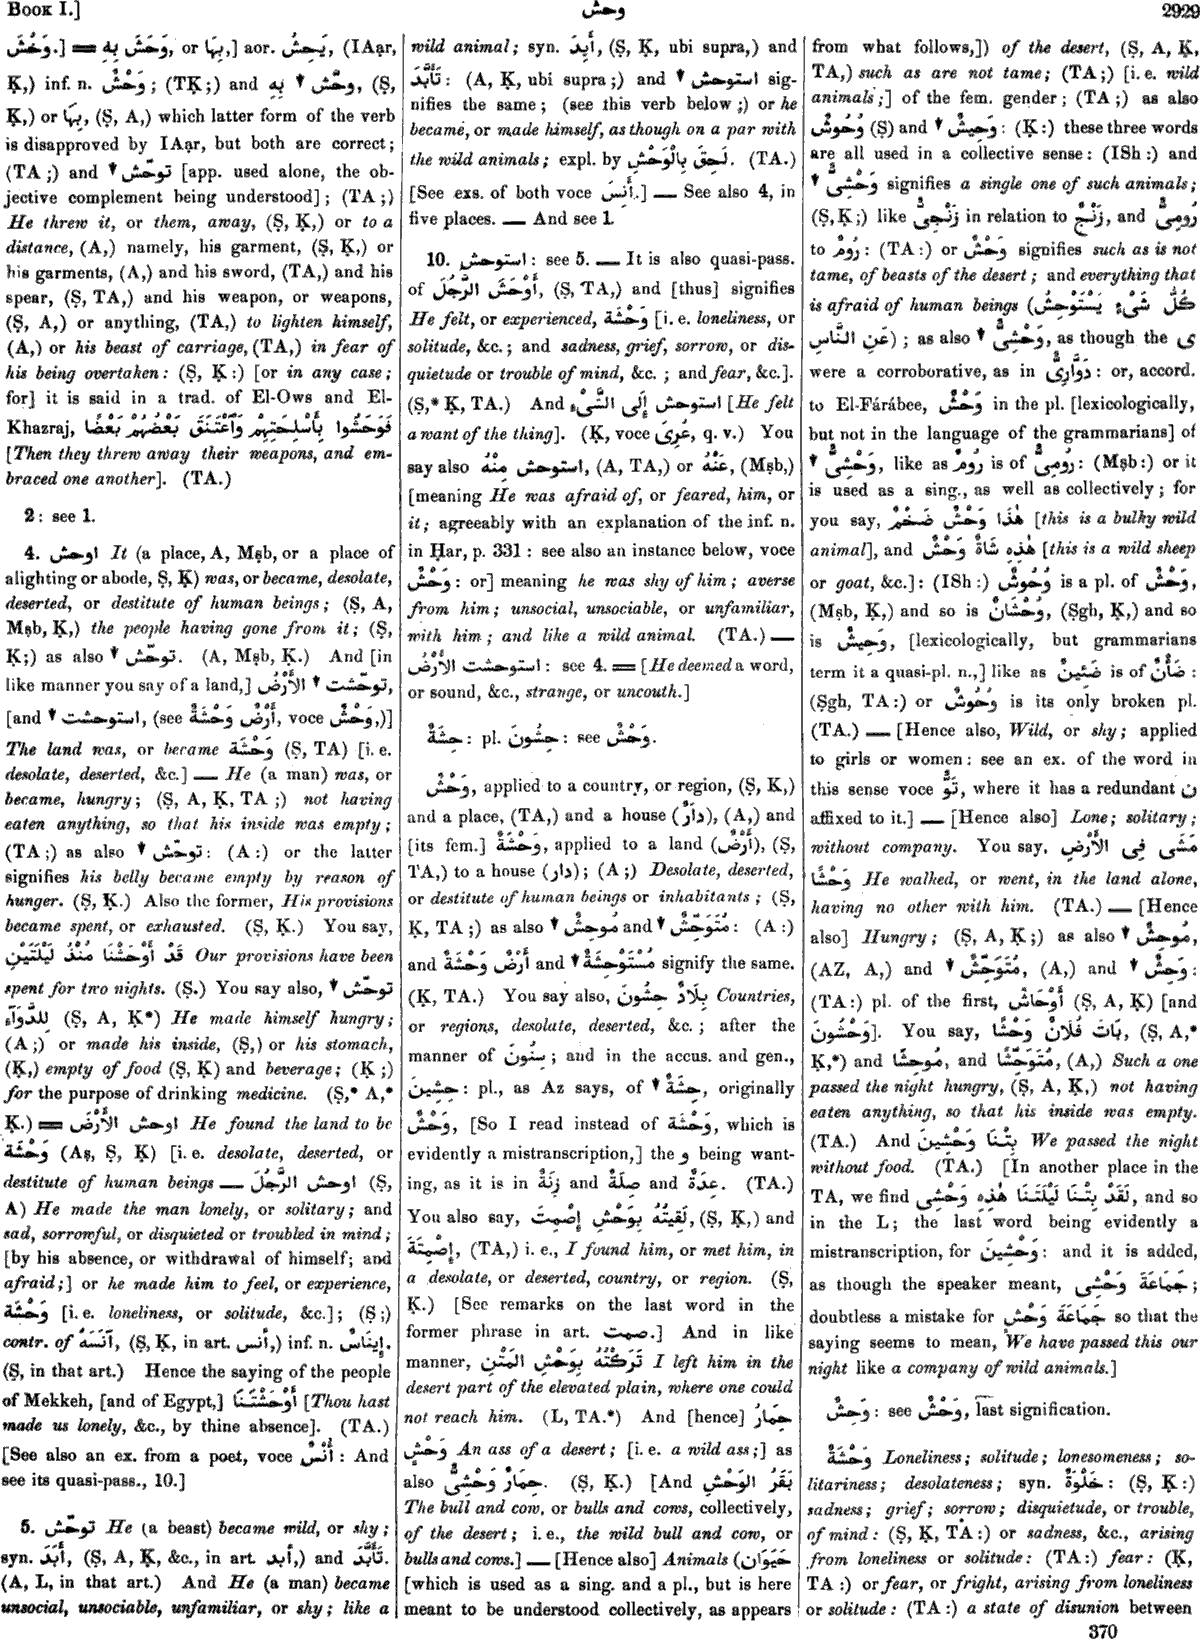 BOOK I.]
وحش
2929
وَحْشَ.] = وَحَشَ بِهِ, or بِهَا,] aor. يَحِشُ, (IAạr,
Ḳ,) inf. n. وَحْشٌ; (TḲ;) and وحّش ↓ بِهِ, (Ṣ,
Ḳ,) or بِهَا, (Ṣ, A,) which latter form of the verb
is disapproved by IAạr, but both are correct;
(TA;) and توحّش ↓ [app. used alone, the ob-
jective complement being understood]; (TA;)
He threw it, or them, away, (Ṣ, Ḳ,) or to a
distance, (A,) namely, his garment, (Ṣ, Ḳ,) or
his garments, (A,) and his sword, (TA,) and his
spear, (Ṣ, TA,) and his weapon, or weapons,
(Ṣ, A,) or anything, (TA,) to lighten himself,
(A,) or his beast of carriage, (TA,) in fear of
his being overtaken: (Ṣ, Ḳ:) [or in any case;
for] it is said in a trad. of El-Ows and El-
Khazraj, فَوَحَشُوا بِأَسْلِحَتِهِمْ وَٱعْتَنَقَ بَعْضُهُمْ بَعْضًا
[Then they threw away their weapons, and em-
braced one another]. (TA.)
2: see 1.
4. اوحش It (a place, A, Mṣb, or a place of
alighting or abode, Ṣ, Ḳ) was, or became, desolate,
deserted, or destitute of human beings; (Ṣ, A,
Mṣb, Ḳ,) the people having gone from it; (Ṣ,
Ḳ;) as also توحّش ↓. (A, Mṣb, Ḳ.) And [in
like manner you say of a land,] توحّشت ↓ الأَرْضُ,
[and استوحشت ↓, (see أَرْضٌ وَحْشَةٌ, voce وَحْشٌ,)]
The land was, or became وَحْشَة (Ṣ, TA) [i. e.
desolate, deserted, &c.] — He (a man) was, or
became, hungry; (Ṣ, A, Ḳ, TA;) not having
eaten anything, so that his inside was empty;
(TA;) as also توحّش ↓: (A:) or the latter
signifies his belly became empty by reason of
hunger. (Ṣ, Ḳ.) Also the former, His provisions
became spent, or exhausted. (Ṣ, Ḳ.) You say,
قَدْ أَوْحَشْنَا مُنْذُ لَيْلَتَيْنِ Our provisions have been
spent for two nights. (Ṣ.) You say also, توحّش ↓
لِلدَّوَآءِ (Ṣ, A, Ḳ*) He made himself hungry;
(A;) or made his inside, (Ṣ,) or his stomach,
(Ḳ,) empty of food (Ṣ, Ḳ) and beverage; (Ḳ;)
for the purpose of drinking medicine. (Ṣ,* A,*
Ḳ.) = اوحش الأَرْضَ He found the land to be
وَحْشَة (Aṣ, Ṣ, Ḳ) [i. e. desolate, deserted, or
destitute of human beings — اوحش الرَّجُلَ (Ṣ,
A) He made the man lonely, or solitary; and
sad, sorrowful, or disquieted or troubled in mind;
[by his absence, or withdrawal of himself; and
afraid;] or he made him to feel, or experience,
وَحْشَة [i. e. loneliness, or solitude, &c.]; (Ṣ;)
contr. of آنَسَهُ, (Ṣ, Ḳ, in art. أنس,) inf. n. إِينَاسٌ.
(Ṣ, in that art.) Hence the saying of the people
of Mekkeh, [and of Egypt,] أَوْحَشْتَنَا [Thou hast
made us lonely, &c., by thine absence]. (TA.)
[See also an ex. from a poet, voce أُنْسٌ: And
see its quasi-pass., 10.]
5. توحّش He (a beast) became wild, or shy;
syn. أَبَدَ, (Ṣ, A, Ḳ, &c., in art. أبد,) and تَأَبَّدَ.
(A, L, in that art.) And He (a man) became
unsocial, unsociable, unfamiliar, or shy; like a
wild animal; syn. أَبِدَ, (Ṣ, Ḳ, ubi supra,) and
تَأَبَّدَ: (A, Ḳ, ubi supra;) and استوحش ↓ sig-
nifies the same; (see this verb below;) or he
became, or made himself, as though on a par with
the wild animals; expl. by لَحِقَ بِالْوَحْشِ. (TA.)
[See exs. of both voce أَنِسَ.] — See also 4, in
five places. — And see 1.
10. استوحش: see 5. — It is also quasi-pass.
of أَوْحَشَ الرَّجُلَ, (Ṣ, TA,) and [thus] signifies
He felt, or experienced, وَحْشَة [i. e. loneliness, or
solitude, &c.; and sadness, grief, sorrow, or dis-
quietude or trouble of mind, &c.; and fear, &c.].
(Ṣ,* Ḳ, TA.) And استوحش إِلَى الشَّىْءِ [He felt
a want of the thing]. (Ḳ, voce عُرِىَ, q. v.) You
say also استوحش مِنْهُ, (A, TA,) or عَنْهُ, (Mṣb,)
[meaning He was afraid of, or feared, him, or
it; agreeably with an explanation of the inf. n.
in Ḥar, p. 331: see also an instance below, voce
وَحْشٌ: or] meaning he was shy of him; averse
from him; unsocial, unsociable, or unfamiliar,
with him; and like a wild animal. (TA.) —
استوحشت الأَرْضُ: see 4. = [He deemed a word,
or sound, &c., strange, or uncouth.]
حِشَةٌ: pl. حِشُونَ: see وَحْشٌ.
وَحْشٌ, applied to a country, or region, (Ṣ, Ḳ,)
and a place, (TA,) and a house (دَارٌ), (A,) and
[its fem.] وَحْشَةٌ, applied to a land (أَرْضٌ), (Ṣ,
TA,) to a house (دار); (A;) Desolate, deserted,
or destitute of human beings or inhabitants; (Ṣ,
Ḳ, TA;) as also مُوحِشٌ ↓ and مُتَوَحِّشٌ ↓: (A:)
and أَرْضٌ وَحْشَةٌ and مُسْتَوْحِشَةٌ ↓ signify the same.
(Ḳ, TA.) You say also, بِلَادٌ حِشُونَ Countries,
or regions, desolate, deserted, &c.; after the
manner of سِنُونَ; and in the accus. and gen.,
حِشِينَ: pl., as Az says, of حِشَةٌ ↓, originally
وَحْشٌ, [So I read instead of وَحْشَة, which is
evidently a mistranscription,] the و being want-
ing, as it is in زِنَةٌ and صِلَةٌ and عِدَةٌ. (TA.)
You also say, لَقِيتُهُ بِوَحْشِ إِصْمِتَ, (Ṣ, Ḳ,) and
إِصْمِتَةَ, (TA,) i. e., I found him, or met him, in
a desolate, or deserted, country, or region. (Ṣ,
Ḳ.) [See remarks on the last word in the
former phrase in art. صمت.] And in like
manner, تَرَكْتُهُ بِوَحْشِ المَتْنِ I left him in the
desert part of the elevated plain, where one could
not reach him. (L, TA.*) And [hence] حِمَارُ
وَحْشٍ An ass of a desert; [i. e. a wild ass;] as
also حِمَارٌ وَحْشِىٌّ. (Ṣ, Ḳ.) [And بَقَرُ الوَحْشِ
The bull and cow, or bulls and cows, collectively,
of the desert; i. e., the wild bull and cow, or
bulls and cows.] — [Hence also] Animals (حَيَوَان
[which is used as a sing. and a pl., but is here
meant to be understood collectively, as appears
from what follows,]) of the desert, (Ṣ, A, Ḳ,
TA,) such as are not tame; (TA;) [i. e. wild
animals;] of the fem. gender; (TA;) as also
وُحُوشٌ (Ṣ) and وَحِيشٌ ↓: (Ḳ:) these three words
are all used in a collective sense: (ISh:) and
وَحْشِىٌّ ↓ signifies a single one of such animals;
(Ṣ, Ḳ;) like زَنْجِىٌّ in relation to زَنْجٌ, and رُومِىٌّ
to رُومٌ: (TA:) or وَحْشٌ signifies such as is not
tame, of beasts of the desert; and everything that
is afraid of human beings (كُلُّ شَىْءٍ يَسْتَوْحِشُ
عَنِ النَّاسِ); as also وَحْشِىٌّ ↓, as though the ى
were a corroborative, as in دَوَّارِىٌّ: or, accord.
to El-Fárábee, وَحْشٌ in the pl. [lexicologically,
but not in the language of the grammarians] of
وَحْشِىٌّ ↓, like as رُومٌ is of رُومِىٌّ: (Mṣb:) or it
is used as a sing., as well as collectively; for
you say, هٰذَا وَحْشٌ ضَخْمٌ [this is a bulky wild
animal], and هٰذِهِ شَاةٌ وَحْشٌ [this is a wild sheep
or goat, &c.]: (ISh:) وُحُوشٌ is a pl. of وَحْشٌ,
(Mṣb, Ḳ,) and so is وُحْشَانٌ, (Ṣgh, Ḳ,) and so
is وَحِيشٌ, [lexicologically, but grammarians
term it a quasi-pl. n.,] like as ضَئِينٌ is of ضَأْنٌ:
(Ṣgh, TA:) or وُحُوشٌ is its only broken pl.
(TA.) — [Hence also, Wild, or shy; applied
to girls or women: see an ex. of the word in
this sense voce تَوٌّ, where it has a redundant ن
affixed to it.] — [Hence also] Lone; solitary;
without company. You say, مَشَى فِى الأَرْضِ
وَحْشًا He walked, or went, in the land alone,
having no other with him. (TA.) — [Hence
also] Hungry; (Ṣ, A, Ḳ;) as also مُوحِشٌ ↓,
(AZ, A,) and مُتَوَحِّشٌ ↓, (A,) and وَحِشٌ ↓:
(TA:) pl. of the first, أَوْحَاشٌ (Ṣ, A, Ḳ) [and
وَحْشُونَ]. You say, بَاتَ فُلَانٌ وَحْشًا, (Ṣ, A,*
Ḳ,*) and مُوحِشًا, and مُتَوَحِّشًا, (A,) Such a one
passed the night hungry, (Ṣ, A, Ḳ,) not having
eaten anything, so that his inside was empty.
(TA.) And بِتْنَا وَحْشِينَ We passed the night
without food. (TA.) [In another place in the
TA, we find لَقَدْ بِتْنَا لَيْلَتَنَا هٰذِهِ وَحْشَى, and so
in the L; the last word being evidently a
mistranscription, for وَحْشِينَ: and it is added,
as though the speaker meant, جَمَاعَةَ وَحْشَى;
doubtless a mistake for جَمَاعَةَ وَحْشٍ so that the
saying seems to mean, We have passed this our
night like a company of wild animals.]
وَحِشٌ: see وَحْشٌ, last signification.
وَحْشَةٌ Loneliness; solitude; lonesomeness; so-
litariness; desolateness; syn. خَلْوَةٌ: (Ṣ, Ḳ:)
sadness; grief; sorrow; disquietude, or trouble,
of mind: (Ṣ, Ḳ, TA:) or sadness, &c., arising
from loneliness or solitude: (TA:) fear: (Ḳ,
TA:) or fear, or fright, arising from loneliness
or solitude: (TA:) a state of disunion between
370